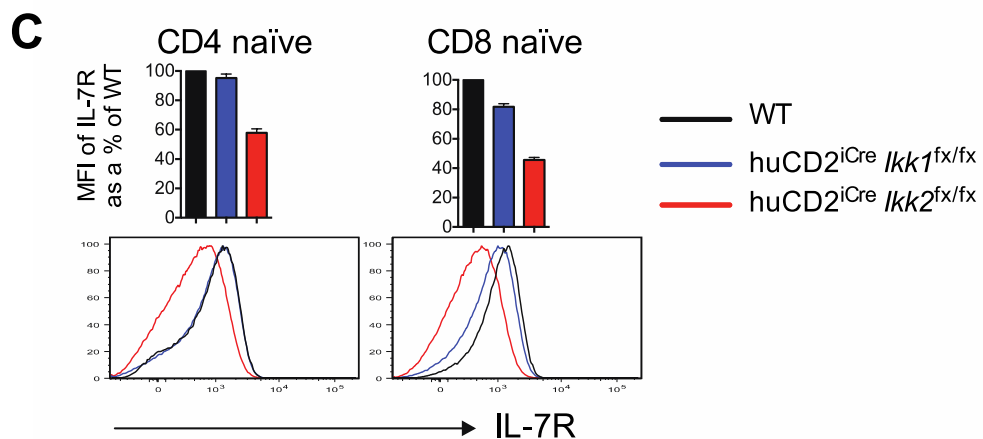 C
CD4 naïve
CD8 naïve
MFI of IL-7R
as a % of WT
100
80
60
40
20
0
100
80
60
40
20
0
WT
huCD2iCre Ikk1fx/fx
huCD2iCre Ikk2fx/fx
100
80
60
40
20
0
0 10³ 10⁴ 10⁵
100
80
60
40
20
0
0 10³ 10⁴ 10⁵
IL-7R